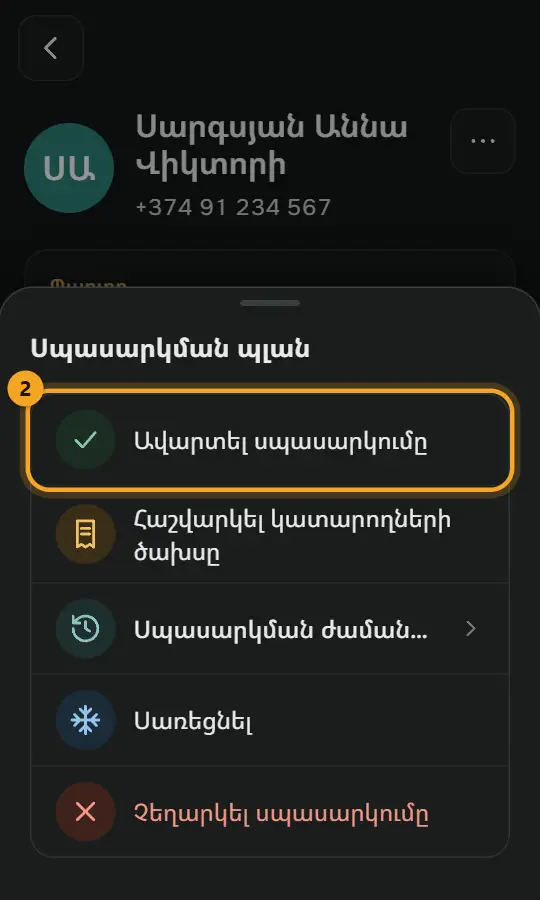 Սարգսյան Աննա
Վիկտորի
ՍԱ
...
+374 91 234 567
Սպասարկման պլան
2
Ավարտել սպասարկումը
Հաշվարկել կատարողների
ծախսը
Սպասարկման ժաման...
Սառեցնել
Չեղարկել սպասարկումը